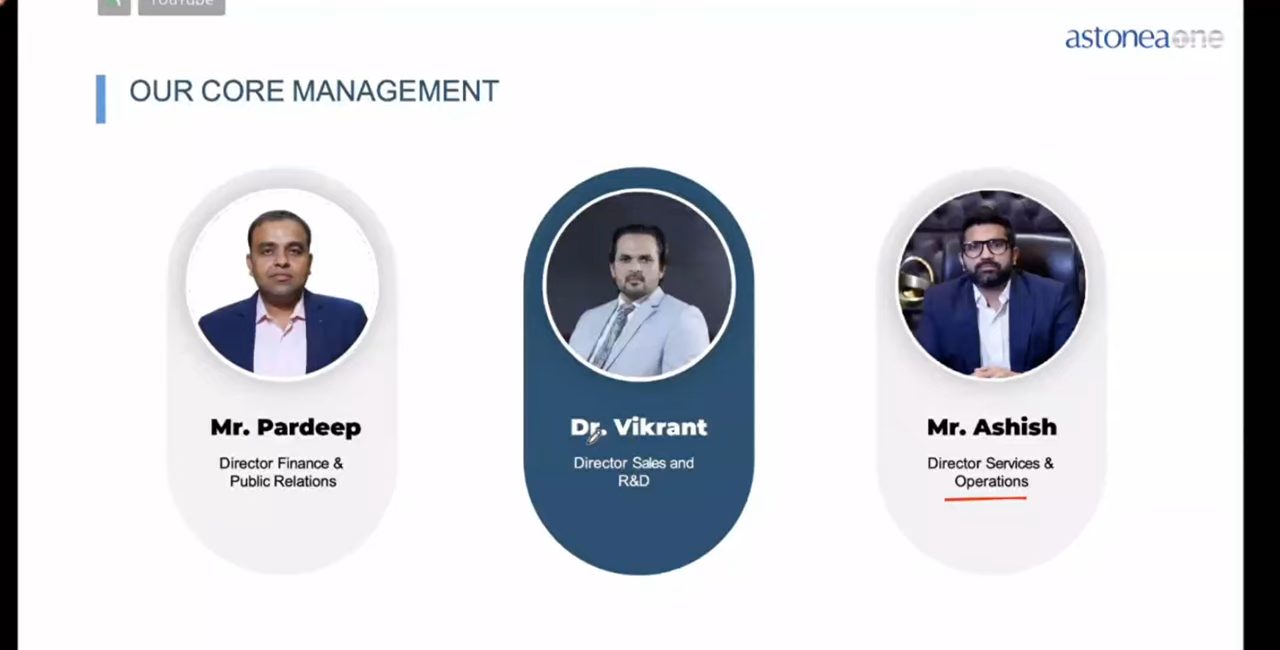 YouTube
astoneaone
OUR CORE MANAGEMENT
Mr. Pardeep
Director Finance &
Public Relations
Dr. Vikrant
Director Sales and
R&D
Mr. Ashish
Director Services &
Operations